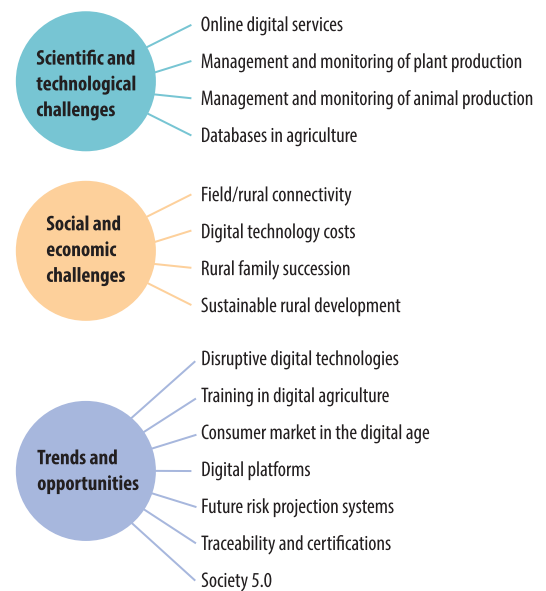 Scientific and
technological
challenges
Online digital services
Management and monitoring of plant production
Management and monitoring of animal production
Databases in agriculture
Social and
economic
challenges
Field/rural connectivity
Digital technology costs
Rural family succession
Sustainable rural development
Trends and
opportunities
Disruptive digital technologies
Training in digital agriculture
Consumer market in the digital age
Digital platforms
Future risk projection systems
Traceability and certifications
Society 5.0